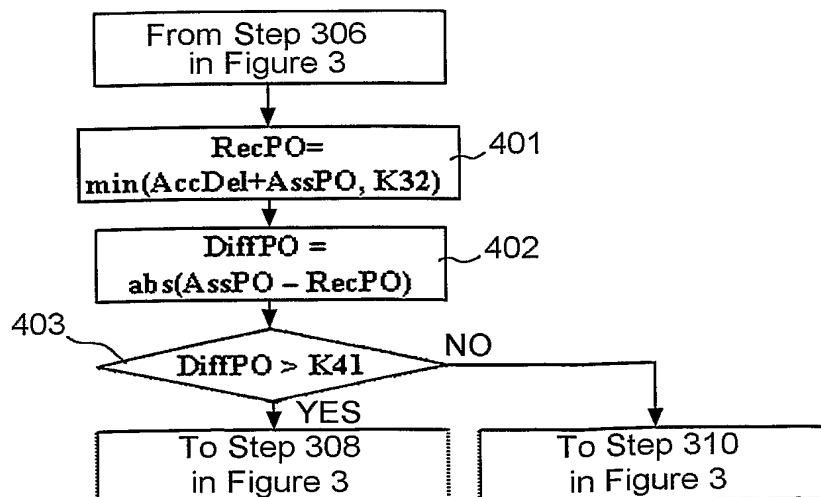 From Step 306
in Figure 3
RecPO=
min(AccDel+AssPO, K32)
401
DiffPO =
abs(AssPO – RecPO)
402
403
DiffPO > K41
NO
YES
To Step 308
in Figure 3
To Step 310
in Figure 3